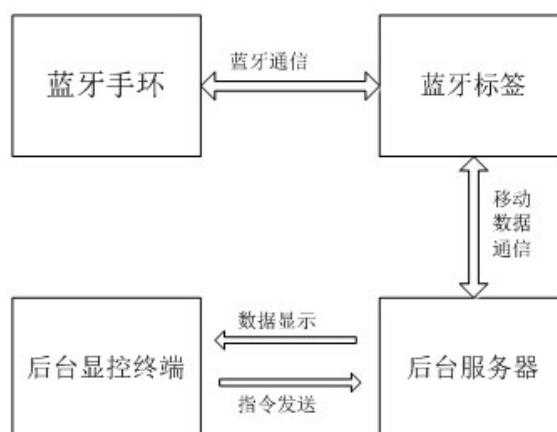 蓝牙手环
蓝牙通信
蓝牙标签
移动
数据
通信
后台显控终端
数据显示
指令发送
后台服务器